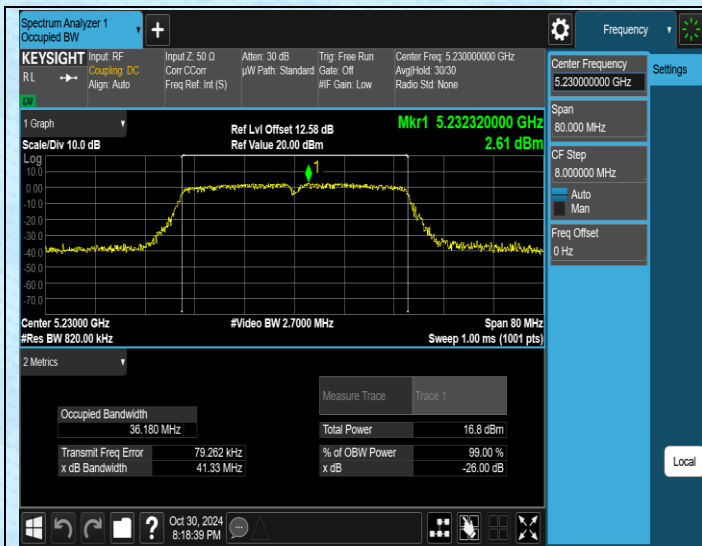 Spectrum Analyzer 1
Occupied BW
Frequency
KEYSIGHT
R L
LXI
Input: RF
Coupling: DC
Align: Auto
Input Z: 50 Ω
Corr CCorr
Freq Ref: Int (S)
Atten: 30 dB
µW Path: Standard
Trig: Free Run
Gate: Off
#IF Gain: Low
Center Freq: 5.230000000 GHz
Avg|Hold: 30/30
Radio Std: None
Center Frequency
5.230000000 GHz
Settings
Span
80.000 MHz
CF Step
8.000000 MHz
Auto
Man
Freq Offset
0 Hz
1 Graph
Scale/Div 10.0 dB
Ref Lvl Offset 12.58 dB
Ref Value 20.00 dBm
Mkr1 5.232320000 GHz
2.61 dBm
Log
10.0
0.00
-10.0
-20.0
-30.0
-40.0
-50.0
-60.0
-70.0
1
Center 5.23000 GHz
#Res BW 820.00 kHz
#Video BW 2.7000 MHz
Span 80 MHz
Sweep 1.00 ms (1001 pts)
2 Metrics
Measure Trace
Trace 1
Occupied Bandwidth
36.180 MHz
Total Power
16.8 dBm
Transmit Freq Error
79.262 kHz
% of OBW Power
99.00 %
x dB Bandwidth
41.33 MHz
x dB
-26.00 dB
Local
?
Oct 30, 2024
8:18:39 PM